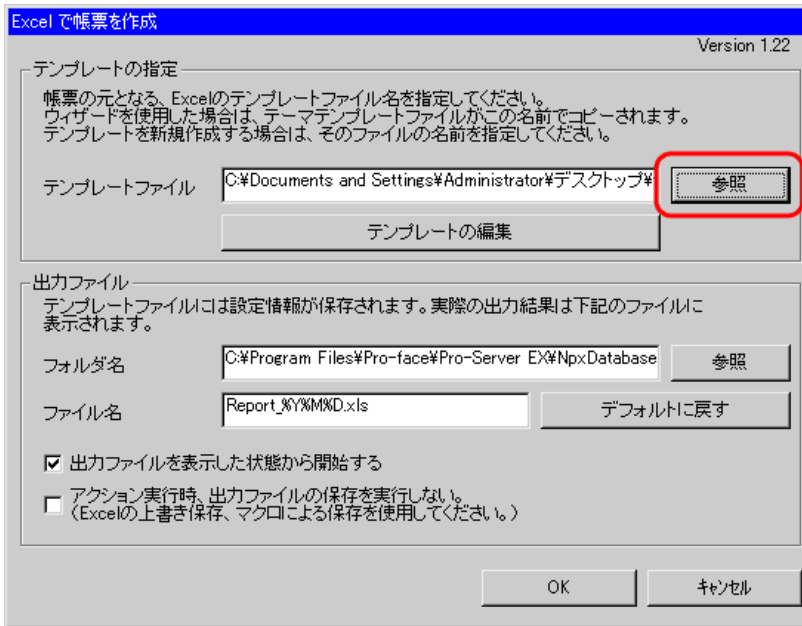 Excel で帳票を作成
Version 1.22
テンプレートの指定
帳票の元となる、Excelのテンプレートファイル名を指定してください。
ウィザードを使用した場合は、テーマテンプレートファイルがこの名前でコピーされます。
テンプレートを新規作成する場合は、そのファイルの名前を指定してください。
テンプレートファイル C:¥Documents and Settings¥Administrator¥デスクトップ¥ 参照
テンプレートの編集
出力ファイル
テンプレートファイルには設定情報が保存されます。実際の出力結果は下記のファイルに
表示されます。
フォルダ名 C:¥Program Files¥Pro-face¥Pro-Server EX¥NpxDatabase 参照
ファイル名 Report_%Y%M%D.xls デフォルトに戻す
出力ファイルを表示した状態から開始する
アクション実行時、出力ファイルの保存を実行しない。
（Excelの上書き保存、マクロによる保存を使用してください。）
OK キャンセル